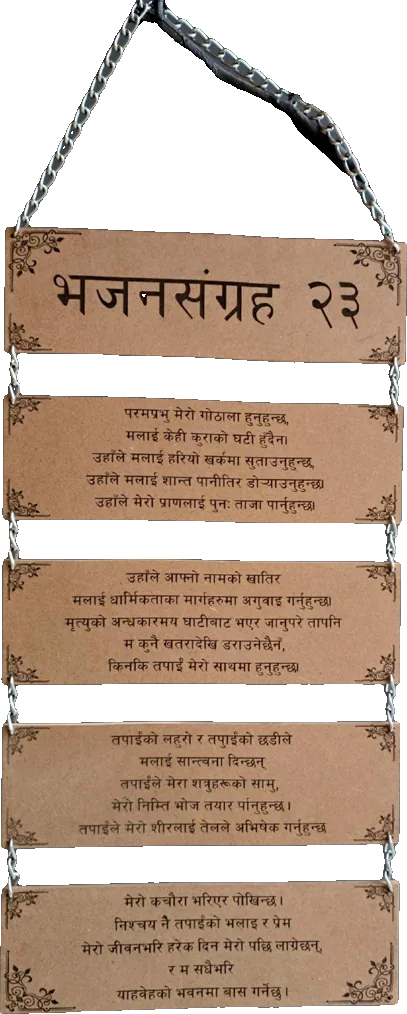 भजनसंग्रह २३
परमप्रभु मेरो गोठाला हुनुहुन्छ,
मलाई केही कुराको घटी हुँदैन।
उहाँले मलाई हरियो खर्कमा सुताउनुहुन्छ,
उहाँले मलाई शान्त पानीतिर डोऱ्याउनुहुन्छ।
उहाँले मेरो प्राणलाई पुनः ताजा पार्नुहुन्छ।
उहाँले आफ्नो नामको खातिर
मलाई धार्मिकताका मार्गहरुमा अगुवाइ गर्नुहुन्छ।
मृत्युको अन्धकारमय घाटीबाट भएर जानुपरे तापनि
म कुनै खतरादेखि डराउनेछैनँ,
किनकि तपाईं मेरो साथमा हुनुहुन्छ।
तपाईंको लहुरो र तपुाईंको छडीले
मलाई सान्त्वना दिन्छन्
तपाईंले मेरा शत्रुहरूको सामु,
मेरो निम्ति भोज तयार पार्नुहुन्छ।
तपाईंले मेरो शीरलाई तेलले अभिषेक गर्नुहुन्छ
मेरो कचौरा भरिएर पोखिन्छ।
निश्चय नै तपाईंको भलाइ र प्रेम
मेरो जीवनभरि हरेक दिन मेरो पछि लाग्नेछन्,
र म सधैभरि
याहवेहको भवनमा बास गर्नेछु।